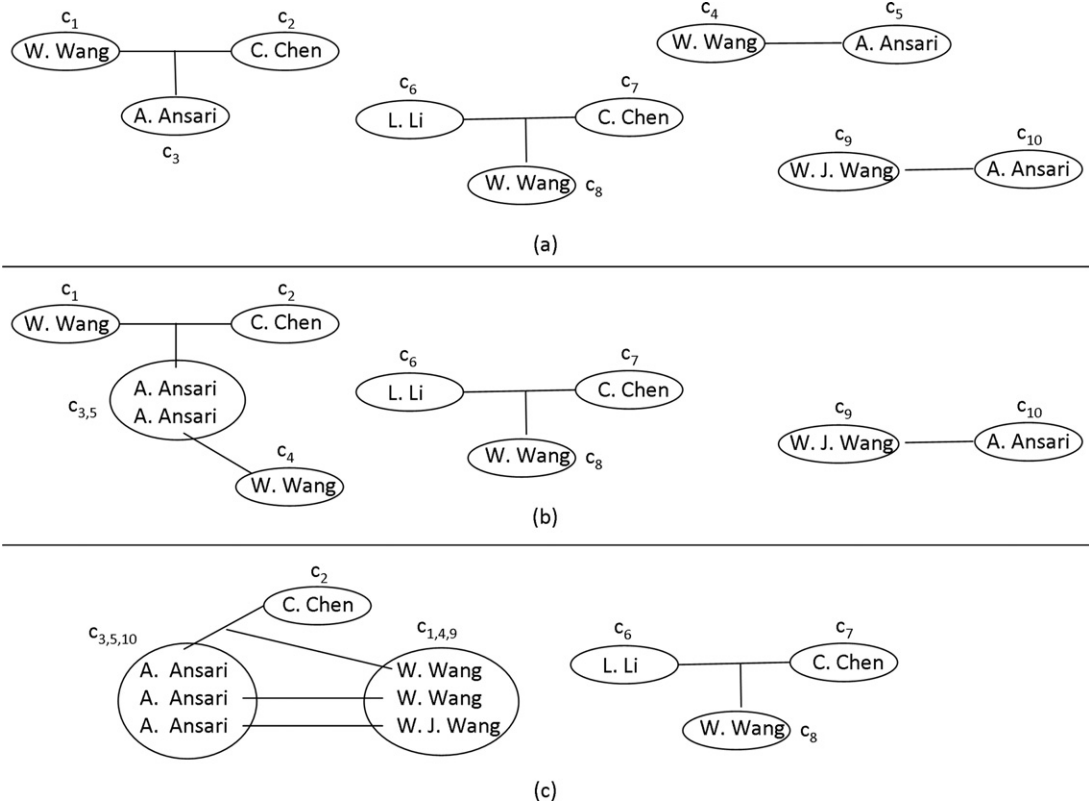 c₁
c₂
W. Wang
C. Chen
A. Ansari
c₃
c₄
c₅
W. Wang
A. Ansari
c₆
c₇
L. Li
C. Chen
W. Wang
c₈
c₉
c₁₀
W. J. Wang
A. Ansari
(a)
c₁
c₂
W. Wang
C. Chen
A. Ansari
A. Ansari
c₃,₅
c₄
W. Wang
c₆
c₇
L. Li
C. Chen
W. Wang
c₈
c₉
c₁₀
W. J. Wang
A. Ansari
(b)
c₂
C. Chen
c₃,₅,₁₀
A. Ansari
A. Ansari
A. Ansari
c₁,₄,₉
W. Wang
W. Wang
W. J. Wang
c₆
c₇
L. Li
C. Chen
W. Wang
c₈
(c)